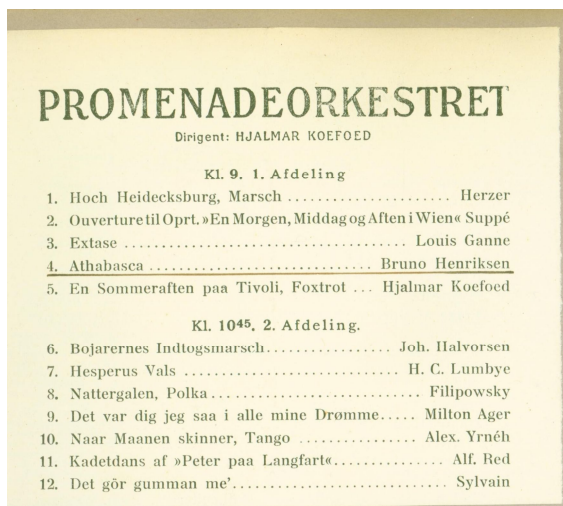 PROMENADEORKESTRET
Dirigent: HJALMAR KOEFOED
Kl. 9. 1. Afdeling
1. Hoch Heidecksburg, Marsch ...................... Herzer
2. Ouverture til Oprt. »En Morgen, Middag og Aften i Wien« Suppé
3. Extase ...................................... Louis Ganne
4. Athabasca .............................. Bruno Henriksen
5. En Sommeraften paa Tivoli, Foxtrot ... Hjalmar Koefoed
Kl. 10⁴⁵. 2. Afdeling.
6. Bojarernes Indtogsmarsch................. Joh. Halvorsen
7. Hesperus Vals ......................... H. C. Lumbye
8. Nattergalen, Polka............................. Filipowsky
9. Det var dig jeg saa i alle mine Drømme..... Milton Ager
10. Naar Maanen skinner, Tango ................ Alex. Yrnéh
11. Kadetdans af »Peter paa Langfart«............... Alf. Red
12. Det gör gumman me'............................. Sylvain